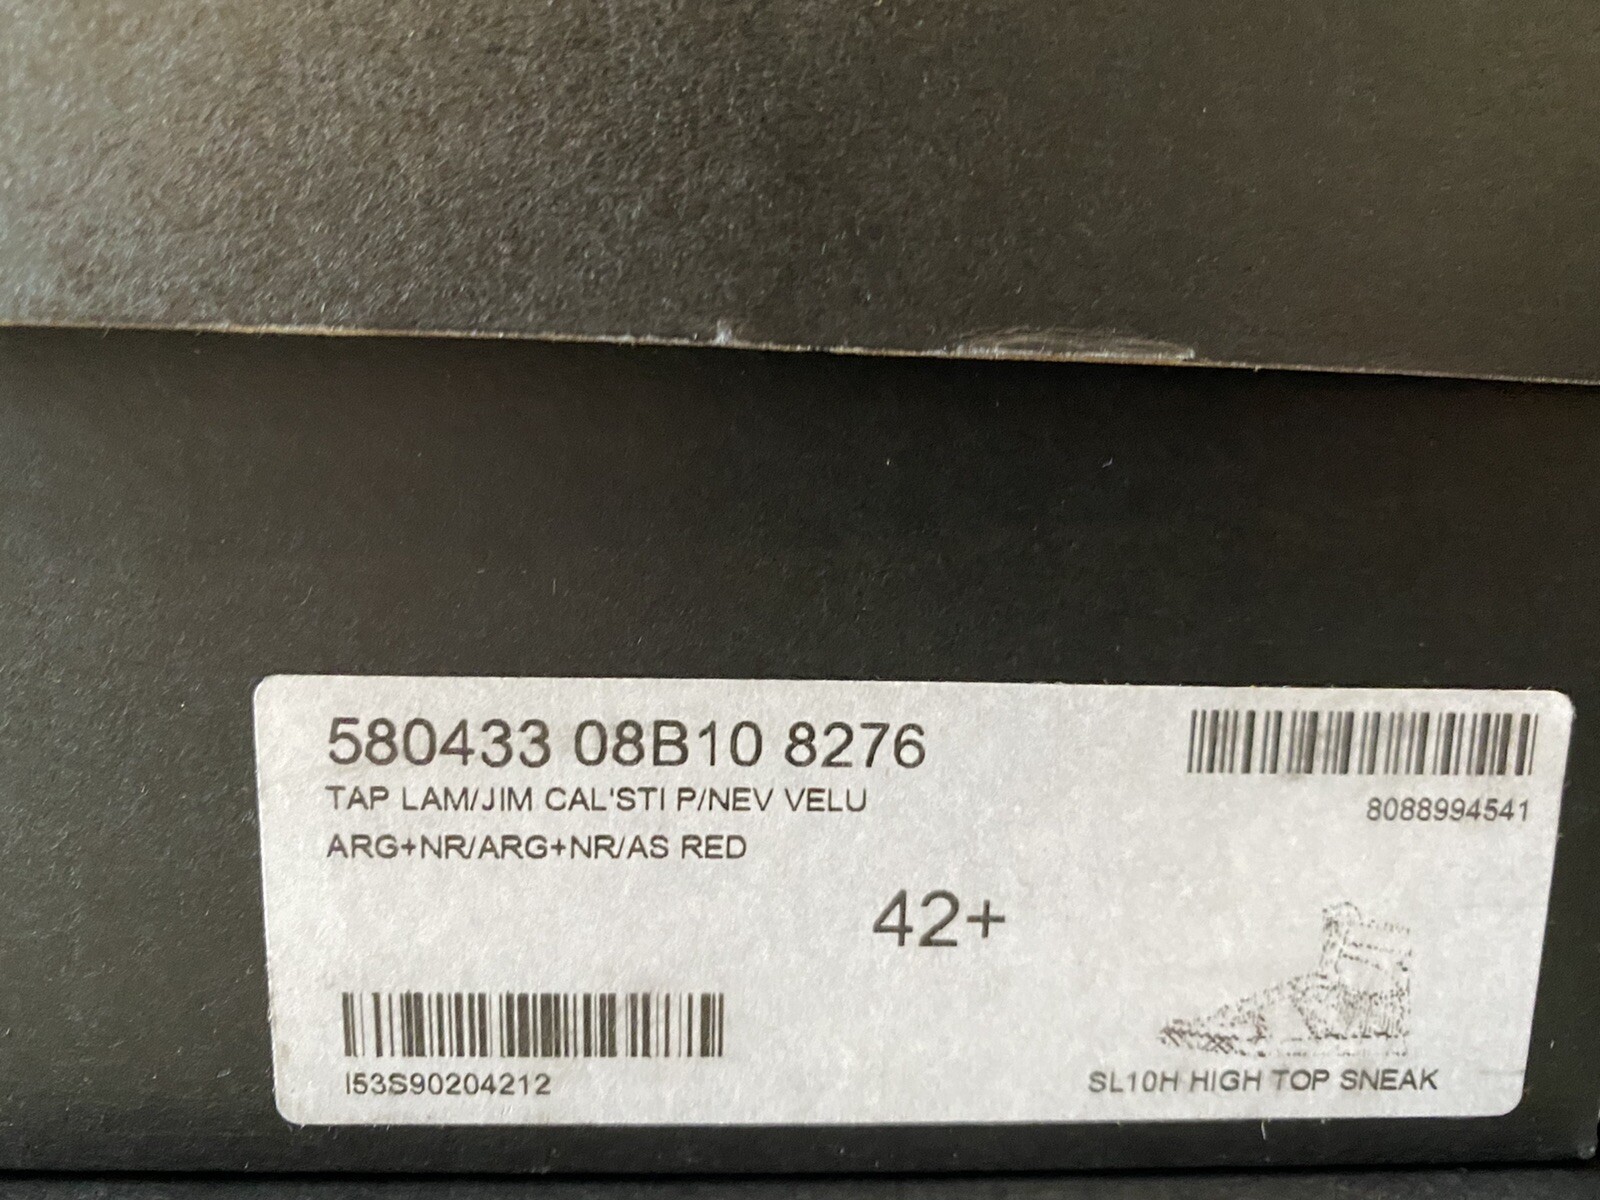 580433 08B10 8276
TAP LAM/JIM CAL'STI P/NEV VELU
ARG+NR/ARG+NR/AS RED
8088994541
42+
I53S90204212
SL10H HIGH TOP SNEAK